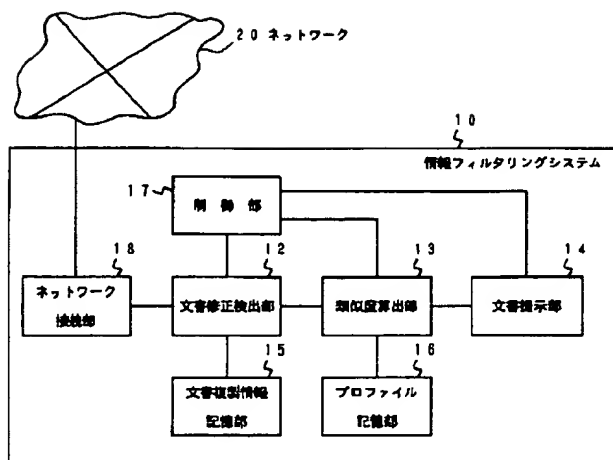 20 ネットワーク
10
情報フィルタリングシステム
17
制御部
18
12
13
14
ネットワーク
接続部
文書修正検出部
類似度算出部
文書提示部
15
16
文書複製情報
記憶部
プロファイル
記憶部